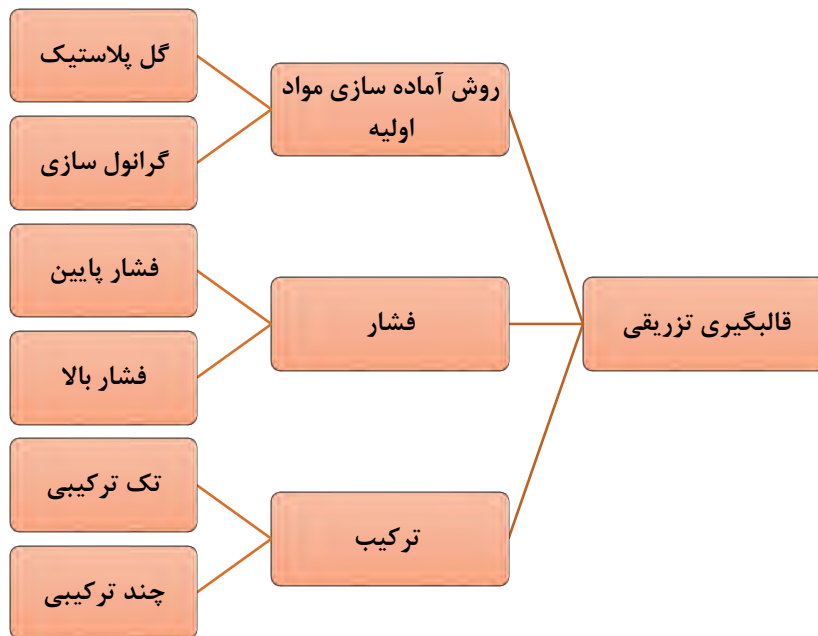 قالبگیری تزریقی
روش آماده سازی مواد
اولیه
گل پلاستیک
گرانول سازی
فشار
فشار پایین
فشار بالا
ترکیب
تک ترکیبی
چند ترکیبی